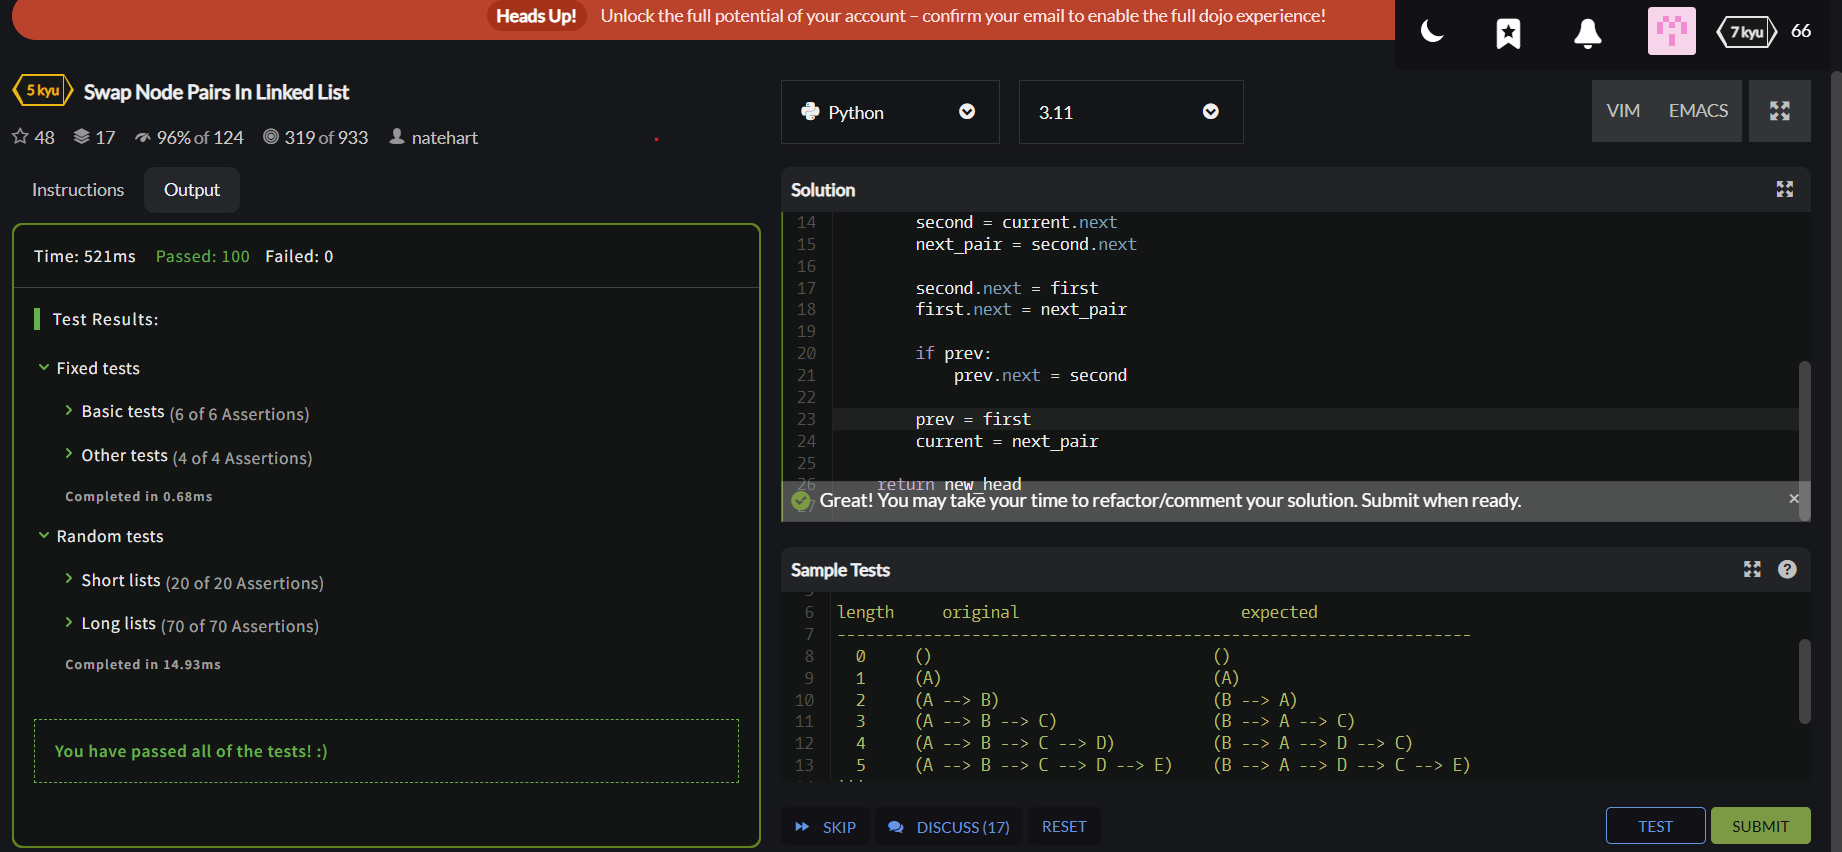 Heads Up! Unlock the full potential of your account – confirm your email to enable the full dojo experience!
7 kyu 66
5 kyu Swap Node Pairs In Linked List
48 17 96% of 124 319 of 933 natehart
Instructions Output
Time: 521ms Passed: 100 Failed: 0
Test Results:
Fixed tests
Basic tests (6 of 6 Assertions)
Other tests (4 of 4 Assertions)
Completed in 0.68ms
Random tests
Short lists (20 of 20 Assertions)
Long lists (70 of 70 Assertions)
Completed in 14.93ms
You have passed all of the tests! :)
Python 3.11 VIM EMACS
Solution
14 second = current.next
15 next_pair = second.next
16
17 second.next = first
18 first.next = next_pair
19
20 if prev:
21 prev.next = second
22
23 prev = first
24 current = next_pair
25
26 return new_head
27
Great! You may take your time to refactor/comment your solution. Submit when ready. ×
Sample Tests ?
6 length original expected
7 ------------------------------------------------------------------
8 0 () ()
9 1 (A) (A)
10 2 (A --> B) (B --> A)
11 3 (A --> B --> C) (B --> A --> C)
12 4 (A --> B --> C --> D) (B --> A --> D --> C)
13 5 (A --> B --> C --> D --> E) (B --> A --> D --> C --> E)
SKIP DISCUSS (17) RESET TEST SUBMIT